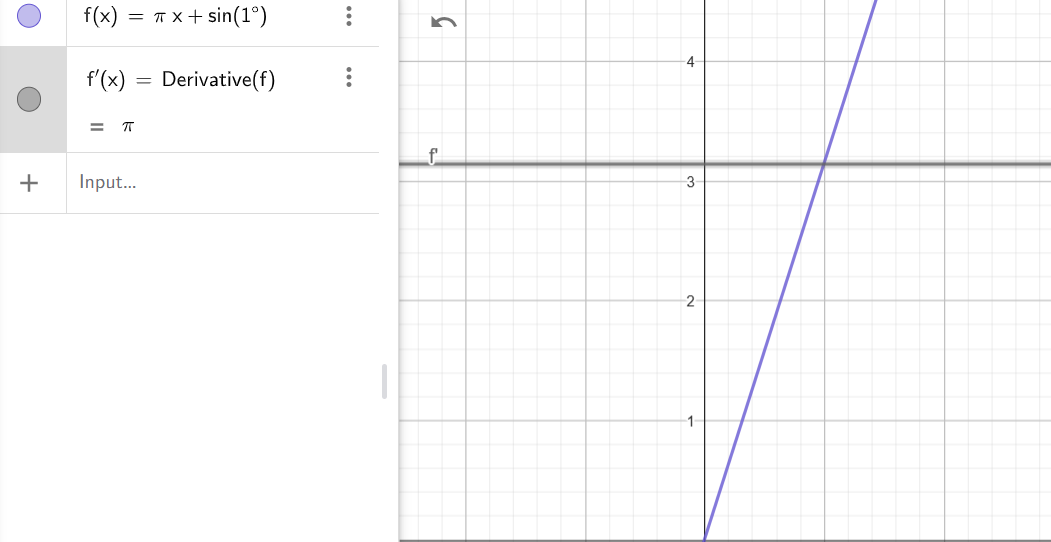 f(x) = π x + sin(1°)
f′(x) = Derivative(f)
= π
+ Input...
f'
4
3
2
1